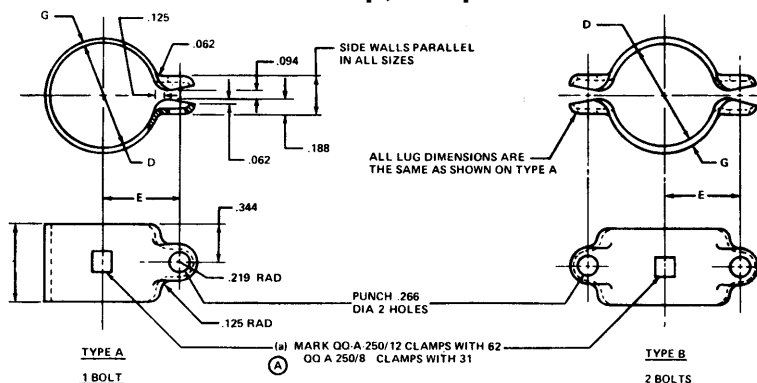 G
.125
.062
.094
SIDE WALLS PARALLEL
IN ALL SIZES
D
.062
.188
E
.344
.219 RAD
.125 RAD
PUNCH .266
DIA 2 HOLES
(a) MARK QQ-A-250/12 CLAMPS WITH 62
A QQ A 250/8 CLAMPS WITH 31
TYPE A
1 BOLT
D
ALL LUG DIMENSIONS ARE
THE SAME AS SHOWN ON TYPE A
G
E
TYPE B
2 BOLTS